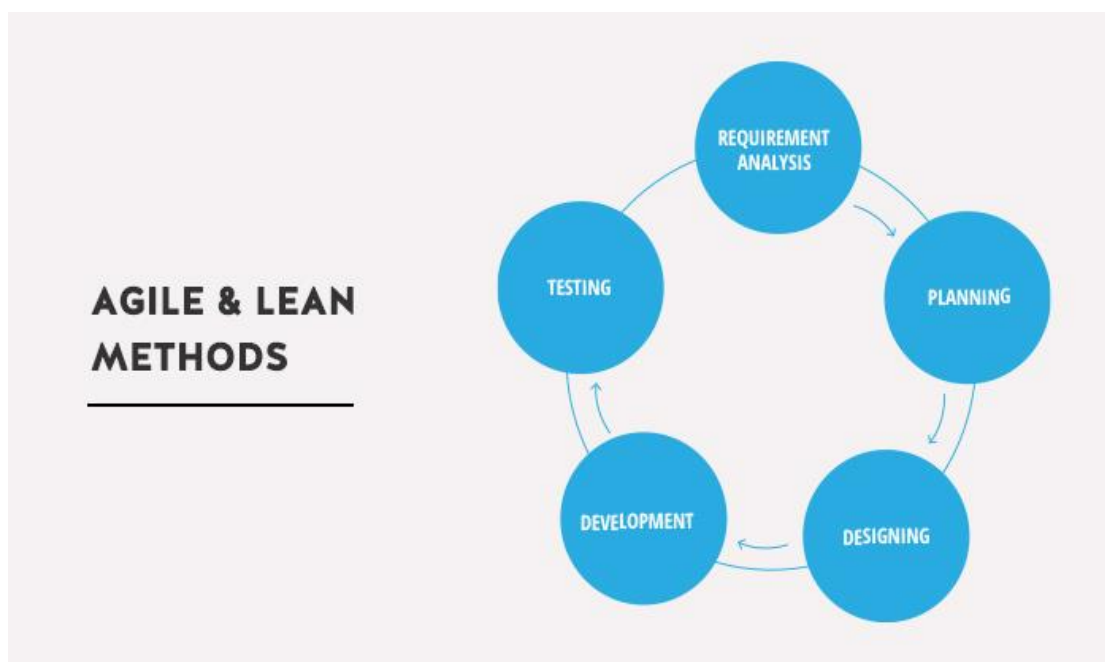 AGILE & LEAN
METHODS
REQUIREMENT
ANALYSIS
PLANNING
DESIGNING
DEVELOPMENT
TESTING